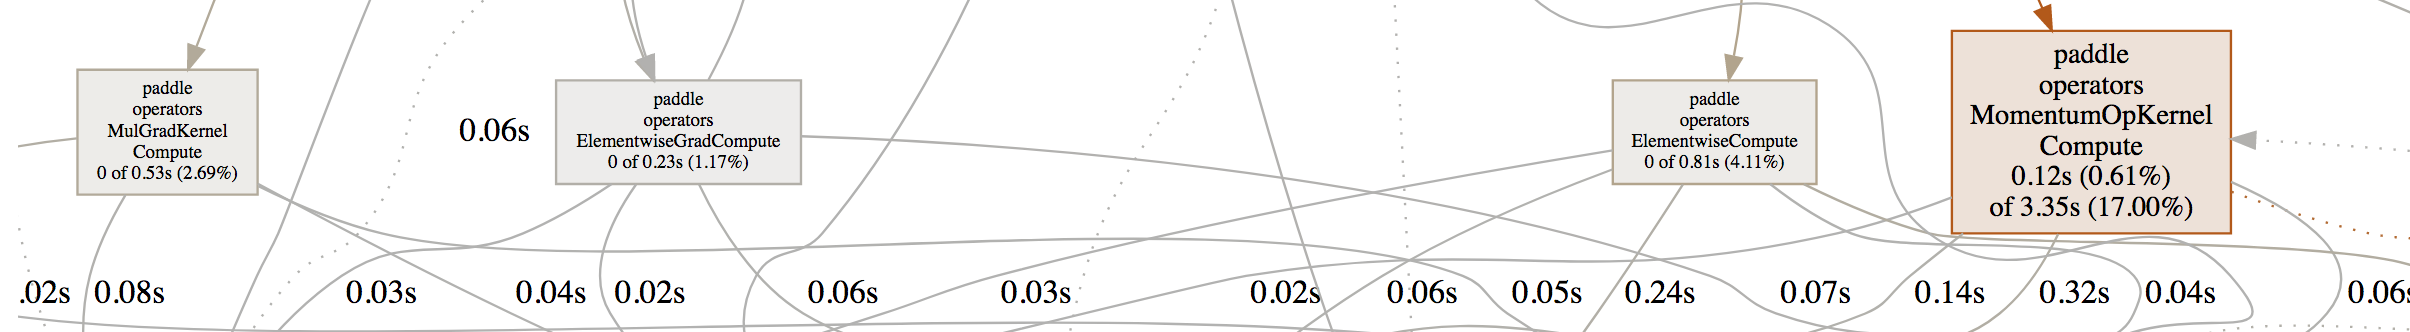 paddle
operators
MulGradKernel
Compute
0 of 0.53s (2.69%)
0.06s
paddle
operators
ElementwiseGradCompute
0 of 0.23s (1.17%)
paddle
operators
ElementwiseCompute
0 of 0.81s (4.11%)
paddle
operators
MomentumOpKernel
Compute
0.12s (0.61%)
of 3.35s (17.00%)
.02s 0.08s 0.03s 0.04s 0.02s 0.06s 0.03s 0.02s 0.06s 0.05s 0.24s 0.07s 0.14s 0.32s 0.04s 0.06s